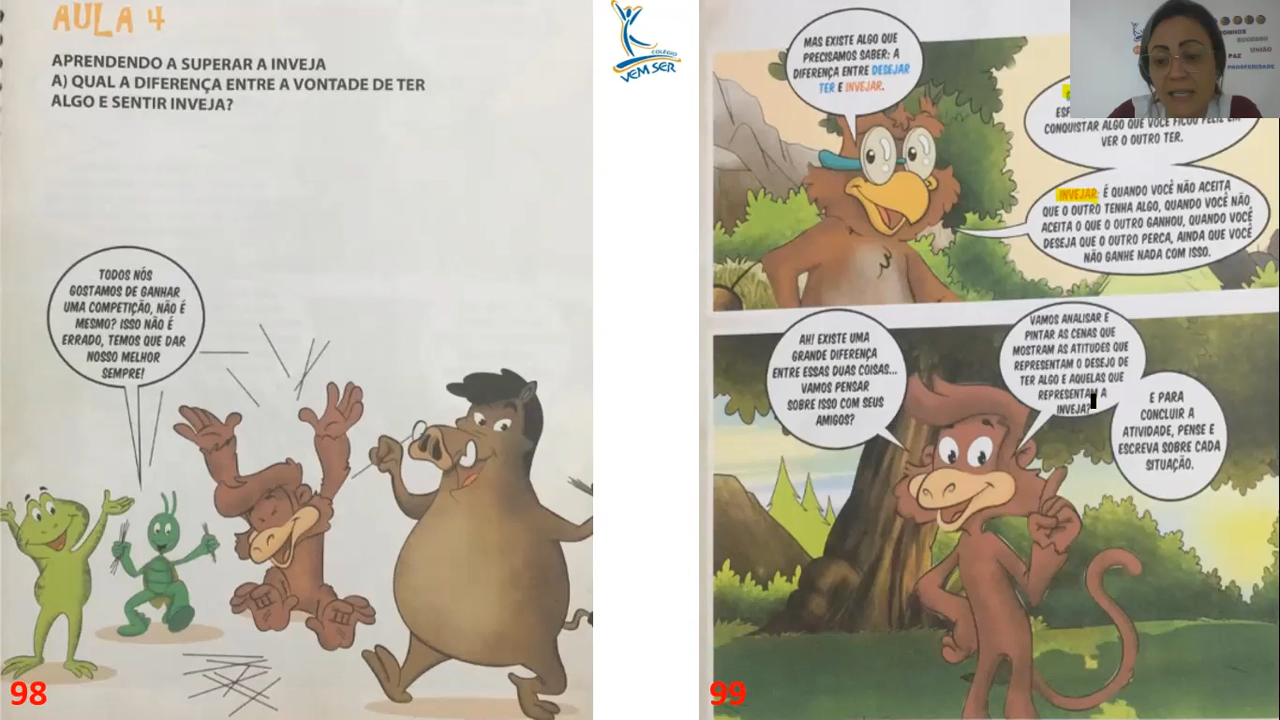 AULA 4
APRENDENDO A SUPERAR A INVEJA
A) QUAL A DIFERENÇA ENTRE A VONTADE DE TER
ALGO E SENTIR INVEJA?
TODOS NÓS
GOSTAMOS DE GANHAR
UMA COMPETIÇÃO, NÃO É
MESMO? ISSO NÃO É
ERRADO, TEMOS QUE DAR
NOSSO MELHOR
SEMPRE!
98
COLÉGIO
VEM SER
MAS EXISTE ALGO QUE
PRECISAMOS SABER: A
DIFERENÇA ENTRE DESEJAR
TER E INVEJAR.
CONQUISTAR ALGO QUE VOCÊ FICOU FELIZ EM
VER O OUTRO TER.
INVEJAR: É QUANDO VOCÊ NÃO ACEITA
QUE O OUTRO TENHA ALGO, QUANDO VOCÊ NÃO
ACEITA O QUE O OUTRO GANHOU, QUANDO VOCÊ
DESEJA QUE O OUTRO PERCA, AINDA QUE VOCÊ
NÃO GANHE NADA COM ISSO.
AH! EXISTE UMA
GRANDE DIFERENÇA
ENTRE ESSAS DUAS COISAS...
VAMOS PENSAR
SOBRE ISSO COM SEUS
AMIGOS?
VAMOS ANALISAR E
PINTAR AS CENAS QUE
MOSTRAM AS ATITUDES QUE
REPRESENTAM O DESEJO DE
TER ALGO E AQUELAS QUE
REPRESENTAM A
INVEJA?
E PARA
CONCLUIR A
ATIVIDADE, PENSE E
ESCREVA SOBRE CADA
SITUAÇÃO.
99
SUCESSO
UNIÃO
PAZ
PROSPERIDADE